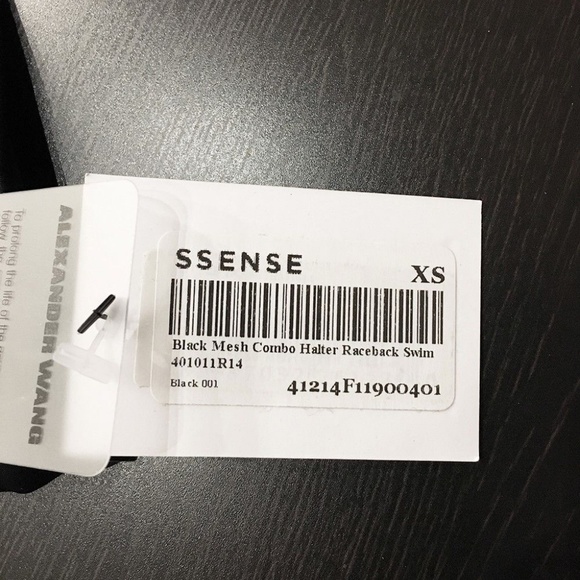 SSENSE
XS
Black Mesh Combo Halter Raceback Swim
401011R14
Black 001
41214F11900401
ALEXANDER WANG
To prolong the life of the
follow the